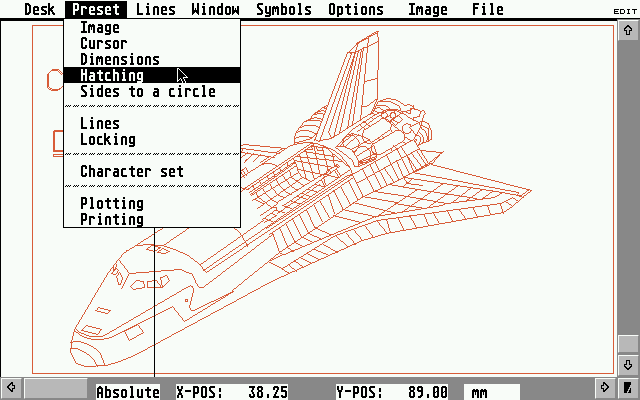 Desk Preset Lines Window Symbols Options Image File EDIT
Image
Cursor
Dimensions
Hatching
Sides to a circle
Lines
Locking
Character set
Plotting
Printing
Absolute X-POS: 38.25 Y-POS: 89.00 mm